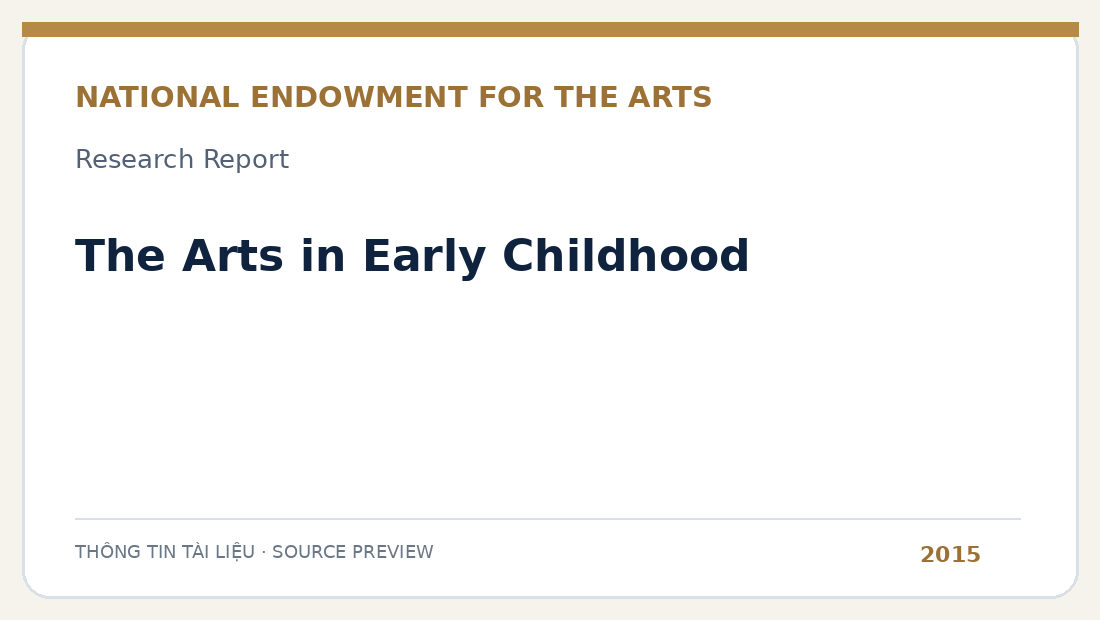 NATIONAL ENDOWMENT FOR THE ARTS
Research Report
The Arts in Early Childhood
THÔNG TIN TÀI LIỆU · SOURCE PREVIEW
2015